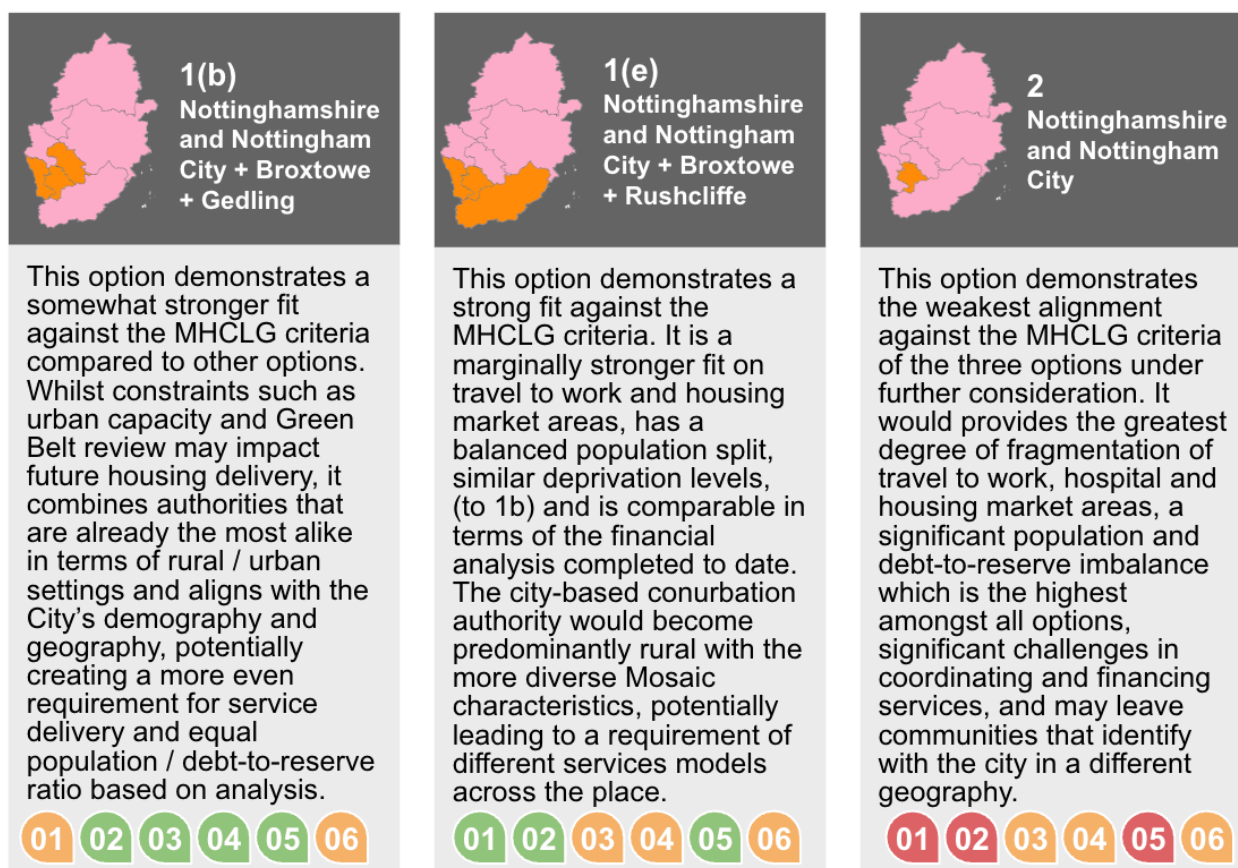 1(b)
Nottinghamshire
and Nottingham
City + Broxtowe
+ Gedling
This option demonstrates a
somewhat stronger fit
against the MHCLG criteria
compared to other options.
Whilst constraints such as
urban capacity and Green
Belt review may impact
future housing delivery, it
combines authorities that
are already the most alike
in terms of rural / urban
settings and aligns with the
City’s demography and
geography, potentially
creating a more even
requirement for service
delivery and equal
population / debt-to-reserve
ratio based on analysis.
01 02 03 04 05 06
1(e)
Nottinghamshire
and Nottingham
City + Broxtowe
+ Rushcliffe
This option demonstrates a
strong fit against the
MHCLG criteria. It is a
marginally stronger fit on
travel to work and housing
market areas, has a
balanced population split,
similar deprivation levels,
(to 1b) and is comparable in
terms of the financial
analysis completed to date.
The city-based conurbation
authority would become
predominantly rural with the
more diverse Mosaic
characteristics, potentially
leading to a requirement of
different services models
across the place.
01 02 03 04 05 06
2
Nottinghamshire
and Nottingham
City
This option demonstrates
the weakest alignment
against the MHCLG criteria
of the three options under
further consideration. It
would provides the greatest
degree of fragmentation of
travel to work, hospital and
housing market areas, a
significant population and
debt-to-reserve imbalance
which is the highest
amongst all options,
significant challenges in
coordinating and financing
services, and may leave
communities that identify
with the city in a different
geography.
01 02 03 04 05 06